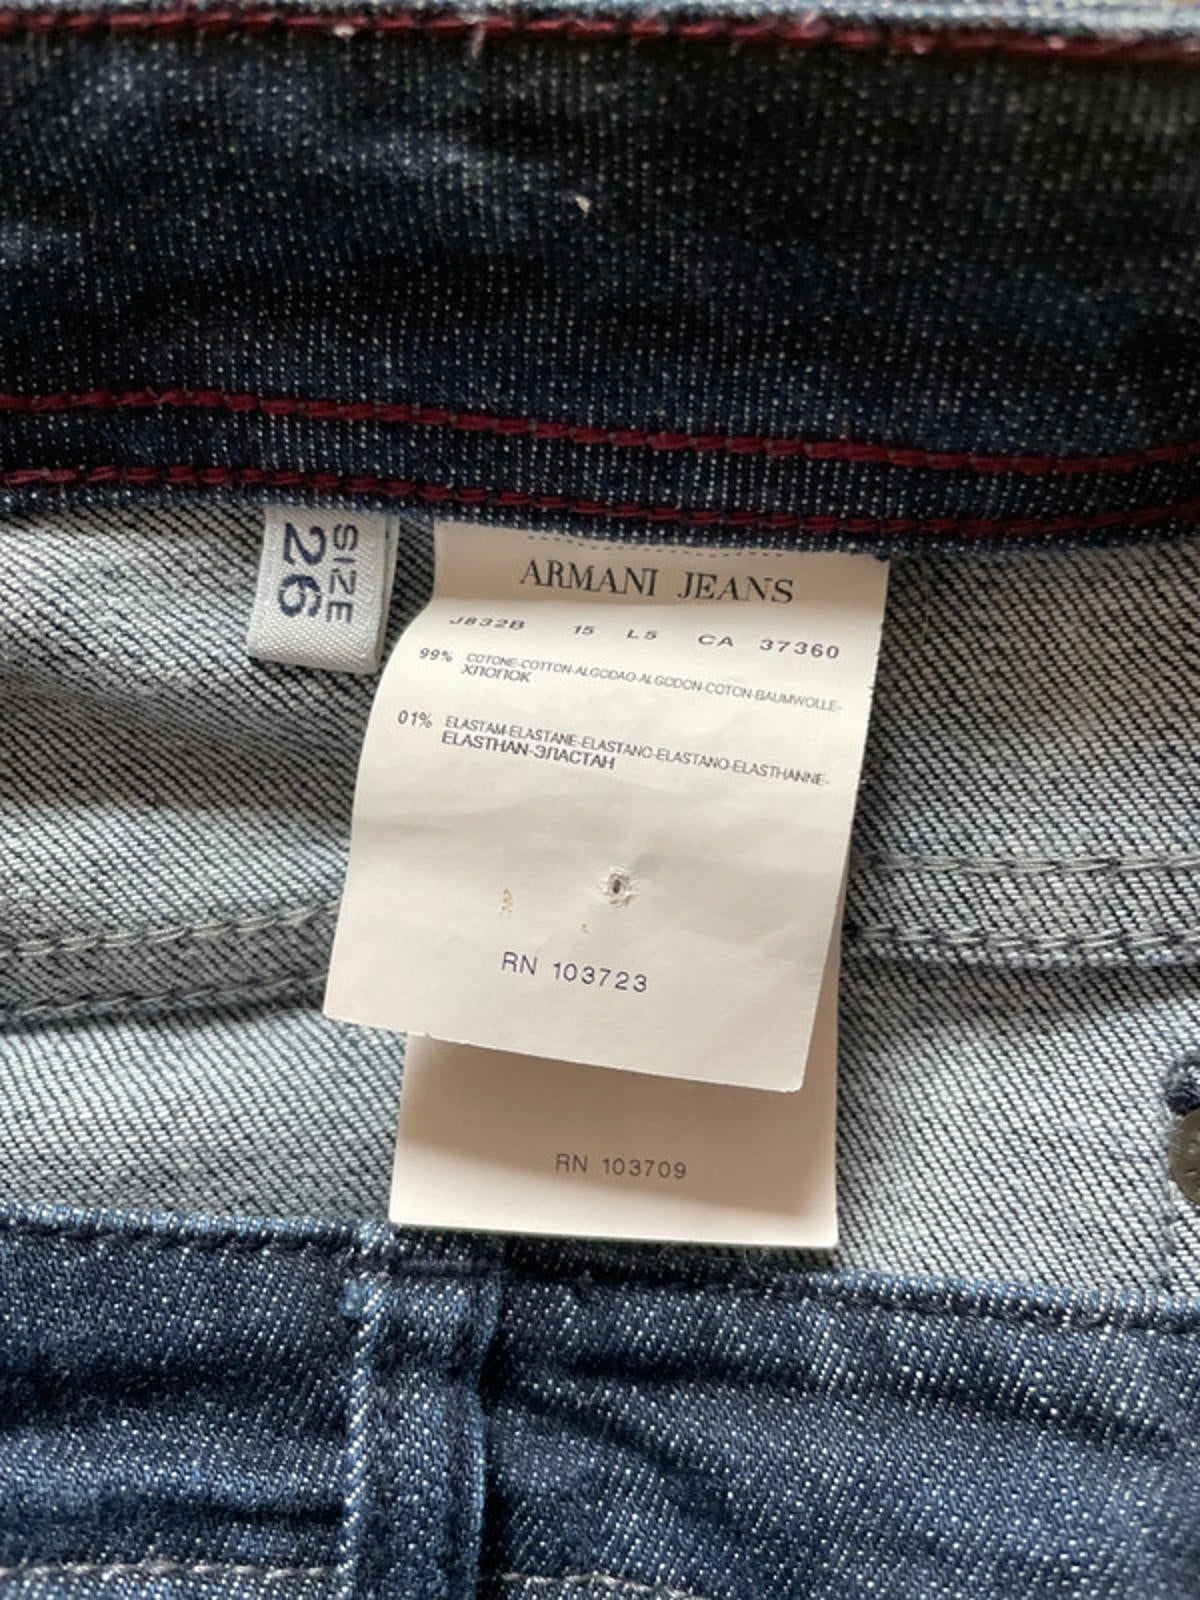 SIZE
26
ARMANI JEANS
J832B 15 L5 CA 37360
99% COTONE-COTTON-ALGODAO-ALGODON-COTON-BAUMWOLLE-
ХЛОПОК
01% ELASTAM-ELASTANE-ELASTANO-ELASTANO-ELASTHANNE-
ELASTHAN-ЭЛАСТАН
RN 103723
RN 103709